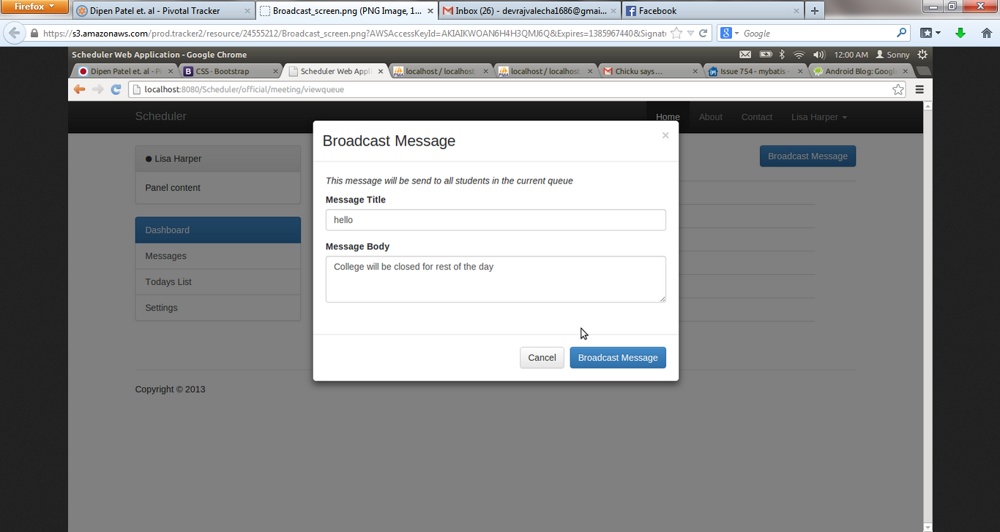 Firefox
Dipen Patel et. al - Pivotal Tracker
Broadcast_screen.png (PNG Image, 1...
Inbox (26) - devrajvalecha1686@gmai...
Facebook
https://s3.amazonaws.com/prod.tracker2/resource/24555212/Broadcast_screen.png?AWSAccessKeyId=AKIAIKWOAN6H4H3QMJ6Q&Expires=1385967440&Signatu
Google
Scheduler Web Application - Google Chrome
12:00 AM
Sonny
Dipen Patel et. al - Pi
CSS · Bootstrap
Scheduler Web Appli
localhost / localhost
localhost / localhost
Chicku says...
Issue 754 - mybatis -
Android Blog: Google
localhost:8080/Scheduler/official/meeting/viewqueue
Scheduler
Home
About
Contact
Lisa Harper
Broadcast Message
×
Lisa Harper
Broadcast Message
Panel content
This message will be send to all students in the current queue
Message Title
hello
Dashboard
Message Body
Messages
College will be closed for rest of the day
Todays List
Settings
Cancel
Broadcast Message
Copyright © 2013